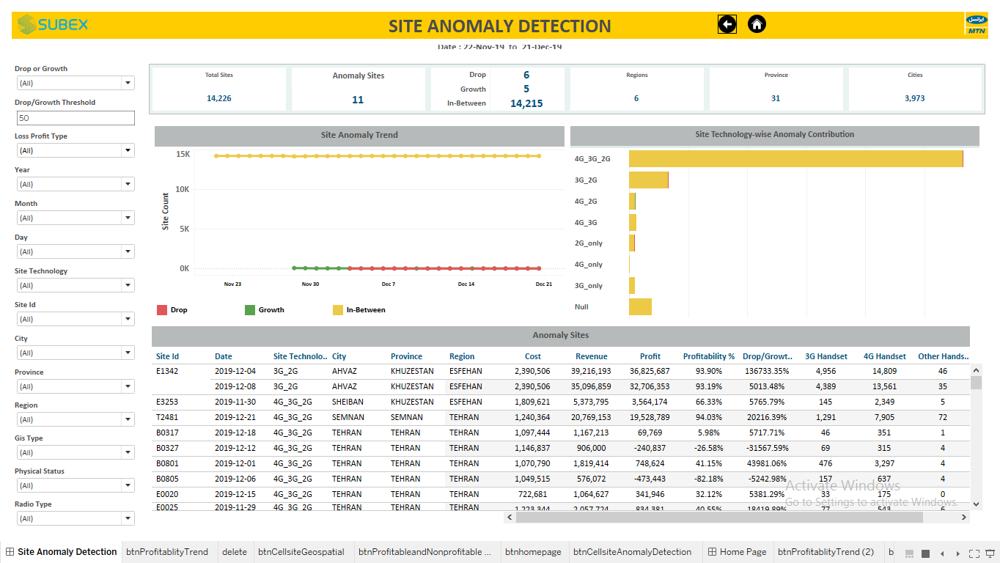 SUBEX
SITE ANOMALY DETECTION
ایرانسل
MTN
Date : 22-Nov-19 to 21-Dec-19
Drop or Growth
(All)
Drop/Growth Threshold
50
Loss Profit Type
(All)
Year
(All)
Month
(All)
Day
(All)
Site Technology
(All)
Site Id
(All)
City
(All)
Province
(All)
Region
(All)
Gis Type
(All)
Physical Status
(All)
Radio Type
(All)
Total Sites
14,226
Anomaly Sites
11
Drop 6
Growth 5
In-Between 14,215
Regions
6
Province
31
Cities
3,973
Site Anomaly Trend
Site Count
15K
10K
5K
0K
Nov 23 Nov 30 Dec 7 Dec 14 Dec 21
Drop Growth In-Between
Site Technology-wise Anomaly Contribution
4G_3G_2G
3G_2G
4G_2G
4G_3G
2G_only
4G_only
3G_only
Null
Anomaly Sites
Site Id Date Site Technolo.. City Province Region Cost Revenue Profit Profitability % Drop/Growt.. 3G Handset 4G Handset Other Hands..
E1342 2019-12-04 3G_2G AHVAZ KHUZESTAN ESFEHAN 2,390,506 39,216,193 36,825,687 93.90% 136733.35% 4,956 14,809 46
2019-12-08 3G_2G AHVAZ KHUZESTAN ESFEHAN 2,390,506 35,096,859 32,706,353 93.19% 5013.48% 4,389 13,561 35
E3253 2019-11-30 4G_3G_2G SHEIBAN KHUZESTAN ESFEHAN 1,809,621 5,373,795 3,564,174 66.33% 5765.79% 145 2,349 5
T2481 2019-12-21 4G_3G_2G SEMNAN SEMNAN TEHRAN 1,240,364 20,769,153 19,528,789 94.03% 20216.39% 1,291 7,905 72
B0317 2019-12-18 4G_3G_2G TEHRAN TEHRAN TEHRAN 1,097,444 1,167,213 69,769 5.98% 5717.71% 46 351 1
B0327 2019-12-12 4G_3G_2G TEHRAN TEHRAN TEHRAN 1,146,837 906,000 -240,837 -26.58% -31567.59% 69 315 4
B0801 2019-12-01 4G_3G_2G TEHRAN TEHRAN TEHRAN 1,070,790 1,819,414 748,624 41.15% 43981.06% 476 3,297 4
B0805 2019-12-06 4G_3G_2G TEHRAN TEHRAN TEHRAN 1,049,515 576,072 -473,443 -82.18% -5242.98% 157 637 4
E0020 2019-12-15 4G_3G_2G TEHRAN TEHRAN TEHRAN 722,681 1,064,627 341,946 32.12% 5381.29% 33 175 0
E0025 2019-11-29 4G_3G_2G TEHRAN TEHRAN TEHRAN 1,223,344 2,057,724 834,381 40.55% 18419.89% 77 543 6
Activate Windows
Go to Settings to activate Windows.
Site Anomaly Detection btnProfitablityTrend delete btnCellsiteGeospatial btnProfitableandNonprofitable ... btnhomepage btnCellsiteAnomalyDetection Home Page btnProfitablityTrend (2) b